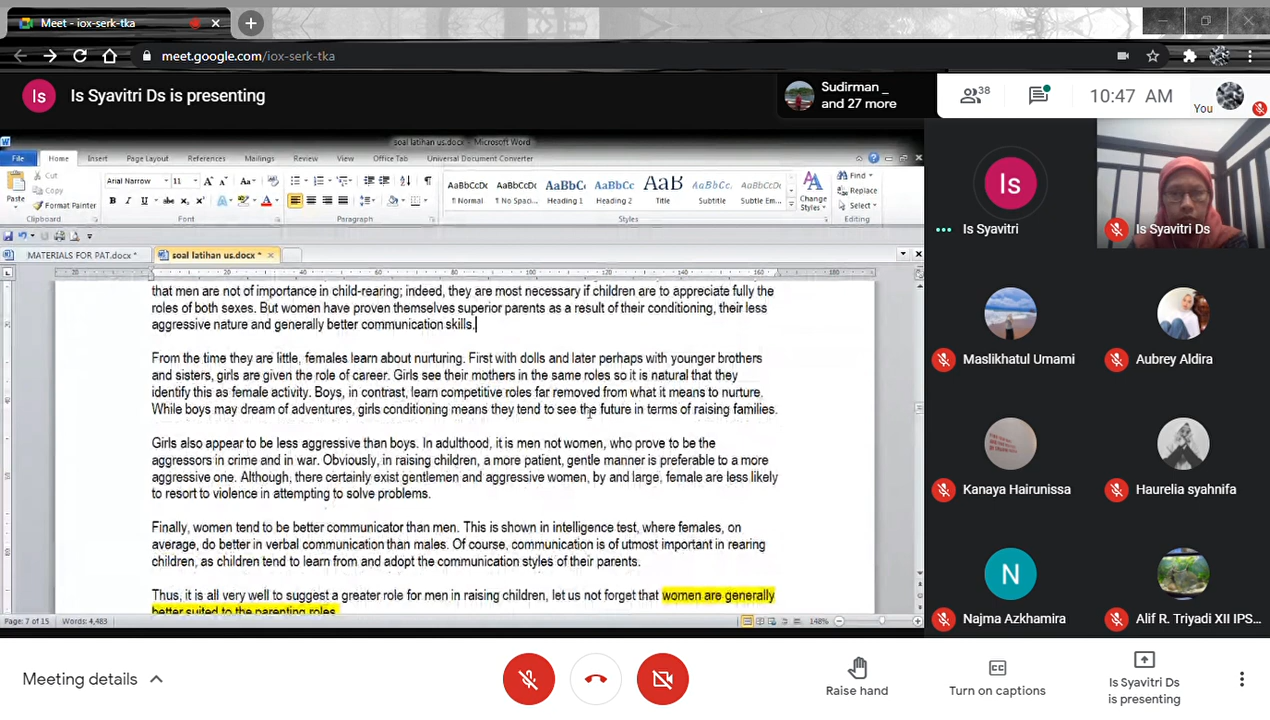 Meet - iox-serk-tka
meet.google.com/iox-serk-tka
Is
Is Syavitri Ds is presenting
Sudirman _
and 27 more
38
10:47 AM
You
soal latihan us.docx - Microsoft Word
File Home Insert Page Layout References Mailings Review View Office Tab Universal Document Converter
Paste
Cut
Copy
Format Painter
Clipboard
Arial Narrow 11
Font
Paragraph
AaBbCcDc AaBbCcDc AaBbC AaBbCc AaB AaBbCc. AaBbCcDc
¶ Normal ¶ No Spac... Heading 1 Heading 2 Title Subtitle Subtle Em...
Styles
Change Styles
Find
Replace
Select
Editing
MATERIALS FOR PAT.docx * soal latihan us.docx *
that men are not of importance in child-rearing; indeed, they are most necessary if children are to appreciate fully the
roles of both sexes. But women have proven themselves superior parents as a result of their conditioning, their less
aggressive nature and generally better communication skills.
From the time they are little, females learn about nurturing. First with dolls and later perhaps with younger brothers
and sisters, girls are given the role of career. Girls see their mothers in the same roles so it is natural that they
identify this as female activity. Boys, in contrast, learn competitive roles far removed from what it means to nurture.
While boys may dream of adventures, girls conditioning means they tend to see the future in terms of raising families.
Girls also appear to be less aggressive than boys. In adulthood, it is men not women, who prove to be the
aggressors in crime and in war. Obviously, in raising children, a more patient, gentle manner is preferable to a more
aggressive one. Although, there certainly exist gentlemen and aggressive women, by and large, female are less likely
to resort to violence in attempting to solve problems.
Finally, women tend to be better communicator than men. This is shown in intelligence test, where females, on
average, do better in verbal communication than males. Of course, communication is of utmost important in rearing
children, as children tend to learn from and adopt the communication styles of their parents.
Thus, it is all very well to suggest a greater role for men in raising children, let us not forget that women are generally
better suited to the parenting roles.
Page: 7 of 15 Words: 4,483
148%
Is
Is Syavitri
Is Syavitri Ds
Maslikhatul Umami
Aubrey Aldira
Kanaya Hairunissa
Haurelia syahnifa
N
Najma Azkhamira
Alif R. Triyadi XII IPS...
Meeting details
Raise hand
Turn on captions
Is Syavitri Ds
is presenting